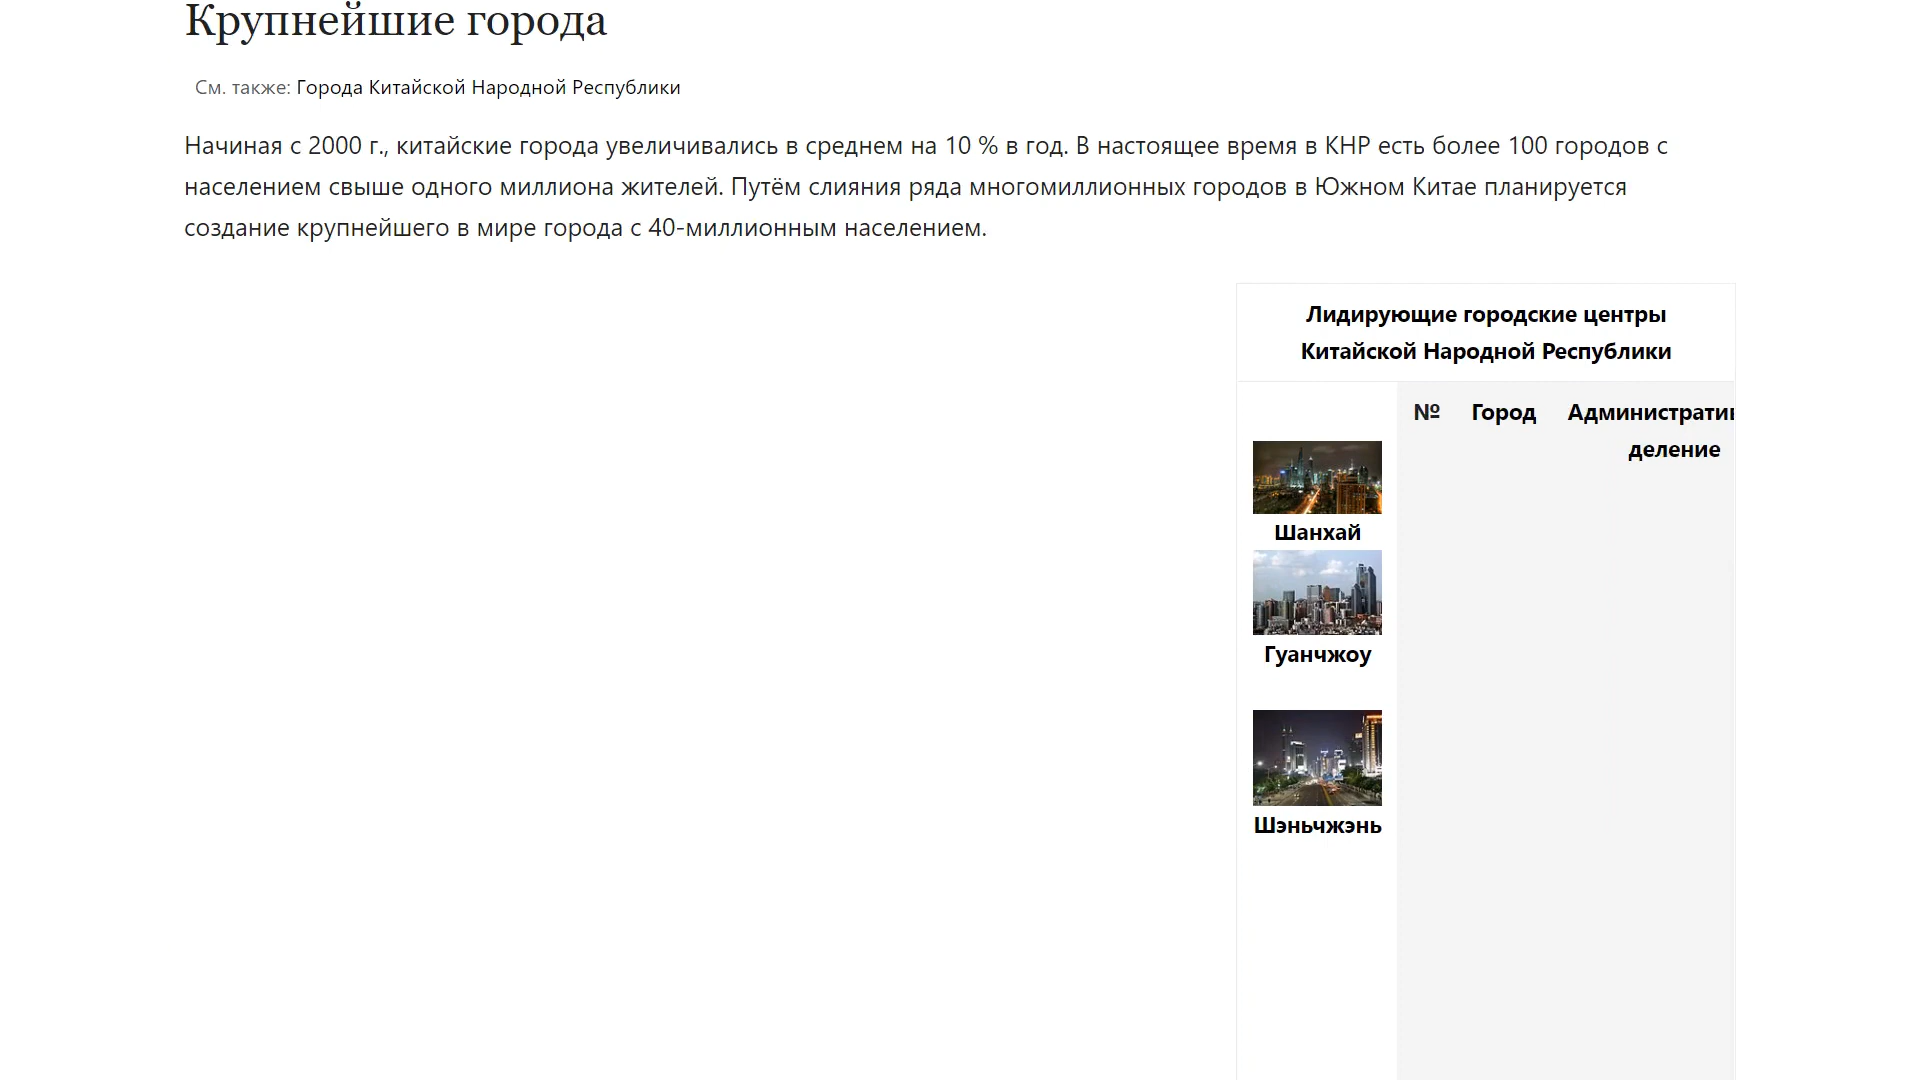 Крупнейшие города
См. также: Города Китайской Народной Республики
Начиная с 2000 г., китайские города увеличивались в среднем на 10 % в год. В настоящее время в КНР есть более 100 городов с
населением свыше одного миллиона жителей. Путём слияния ряда многомиллионных городов в Южном Китае планируется
создание крупнейшего в мире города с 40-миллионным населением.
Лидирующие городские центры
Китайской Народной Республики
№ Город Административ
деление
Шанхай
Гуанчжоу
Шэньчжэнь